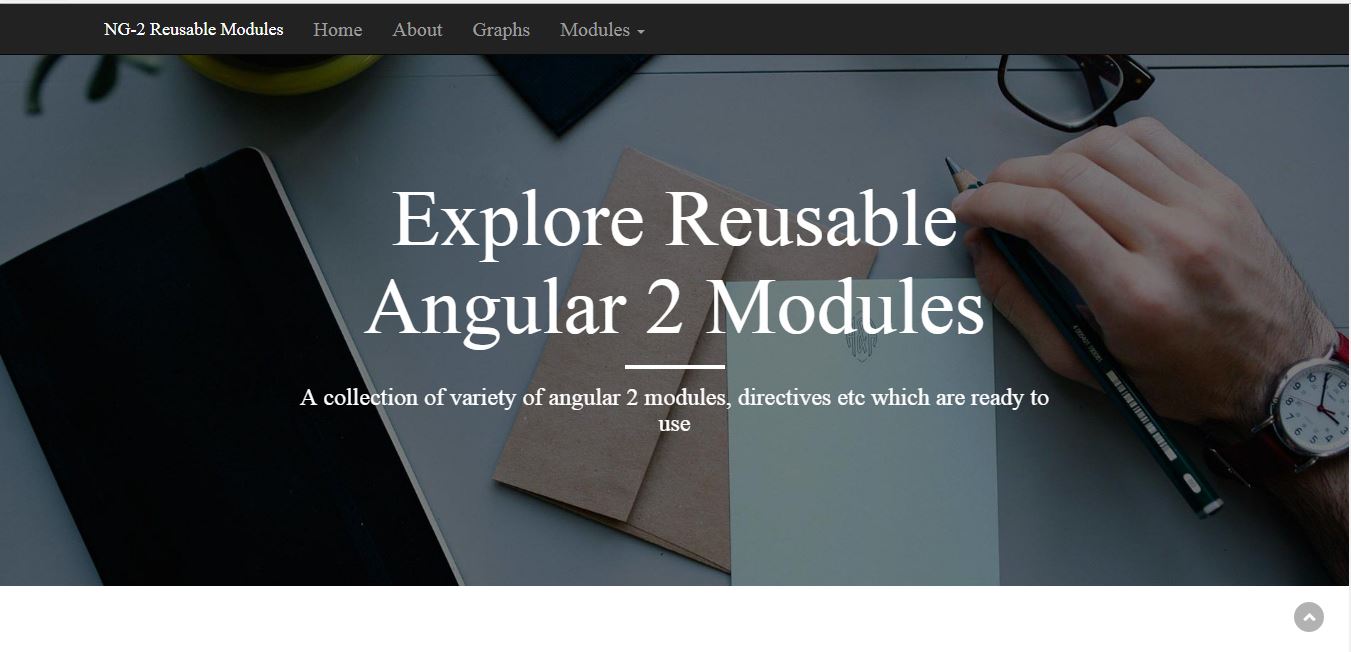 NG-2 Reusable Modules Home About Graphs Modules
Explore Reusable
Angular 2 Modules
A collection of variety of angular 2 modules, directives etc which are ready to
use